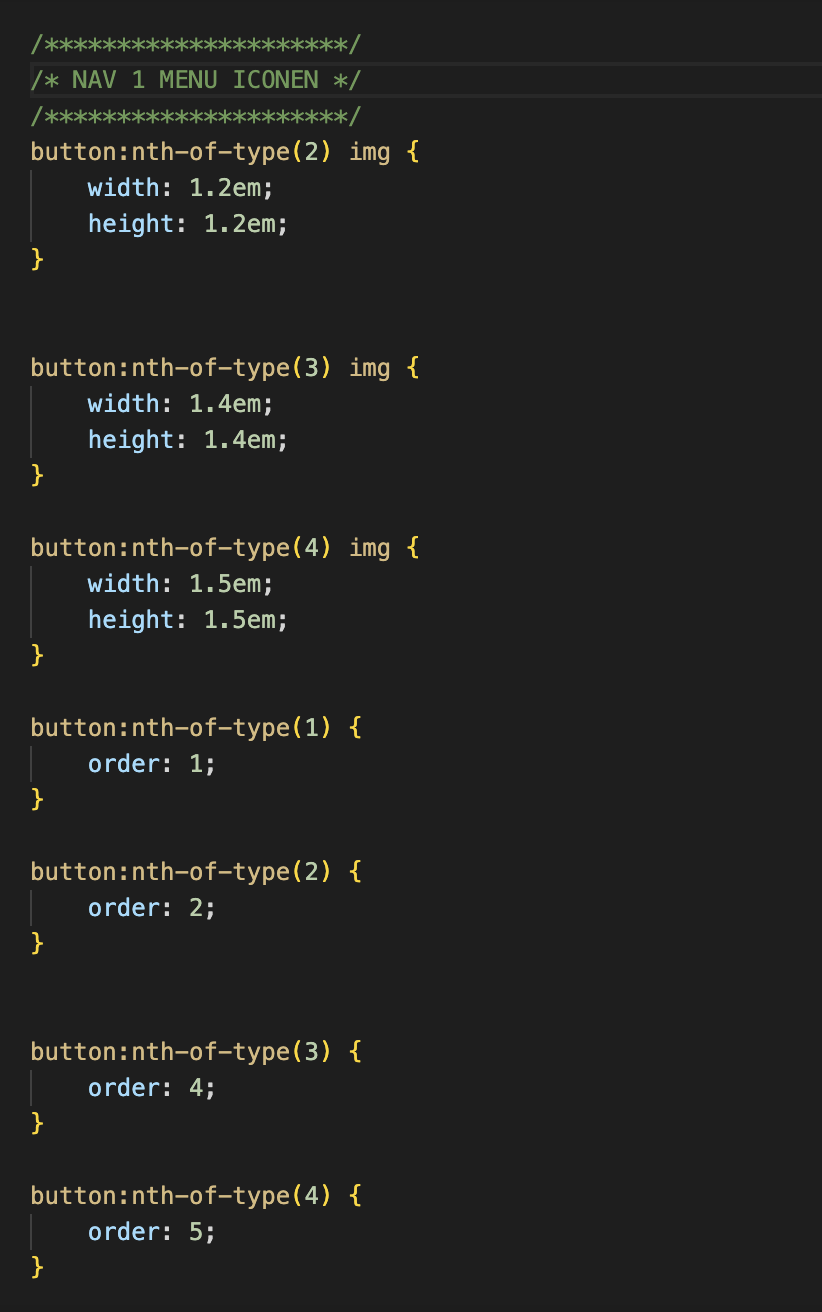 /*********************/
/* NAV 1 MENU ICONEN */
/*********************/
button:nth-of-type(2) img {
    width: 1.2em;
    height: 1.2em;
}
button:nth-of-type(3) img {
    width: 1.4em;
    height: 1.4em;
}
button:nth-of-type(4) img {
    width: 1.5em;
    height: 1.5em;
}
button:nth-of-type(1) {
    order: 1;
}
button:nth-of-type(2) {
    order: 2;
}
button:nth-of-type(3) {
    order: 4;
}
button:nth-of-type(4) {
    order: 5;
}